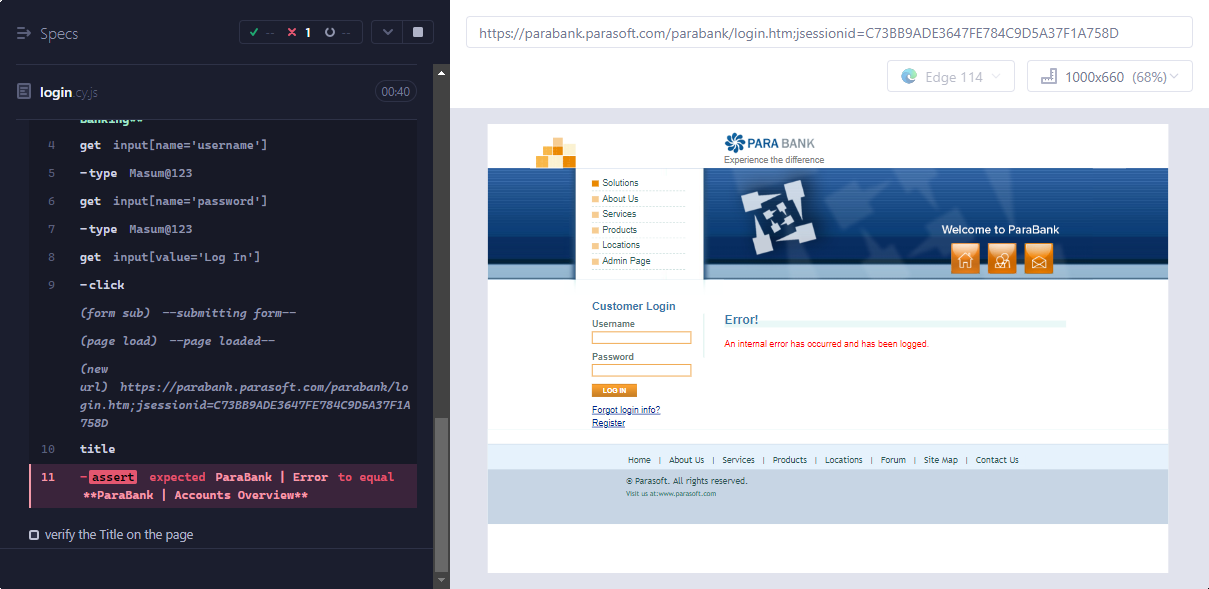 Specs
-- 1 --
login.cy.js
00:40
Banking**
4 get input[name='username']
5 -type Masum@123
6 get input[name='password']
7 -type Masum@123
8 get input[value='Log In']
9 -click
(form sub) --submitting form--
(page load) --page loaded--
(new
url) https://parabank.parasoft.com/parabank/lo
gin.htm;jsessionid=C73BB9ADE3647FE784C9D5A37F1A
758D
10 title
11 -assert expected ParaBank | Error to equal
**ParaBank | Accounts Overview**
verify the Title on the page
https://parabank.parasoft.com/parabank/login.htm;jsessionid=C73BB9ADE3647FE784C9D5A37F1A758D
Edge 114
1000x660 (68%)
PARA BANK
Experience the difference
Solutions
About Us
Services
Products
Locations
Admin Page
Welcome to ParaBank
Customer Login
Username
Password
LOG IN
Forgot login info?
Register
Error!
An internal error has occurred and has been logged.
Home | About Us | Services | Products | Locations | Forum | Site Map | Contact Us
© Parasoft. All rights reserved.
Visit us at:www.parasoft.com